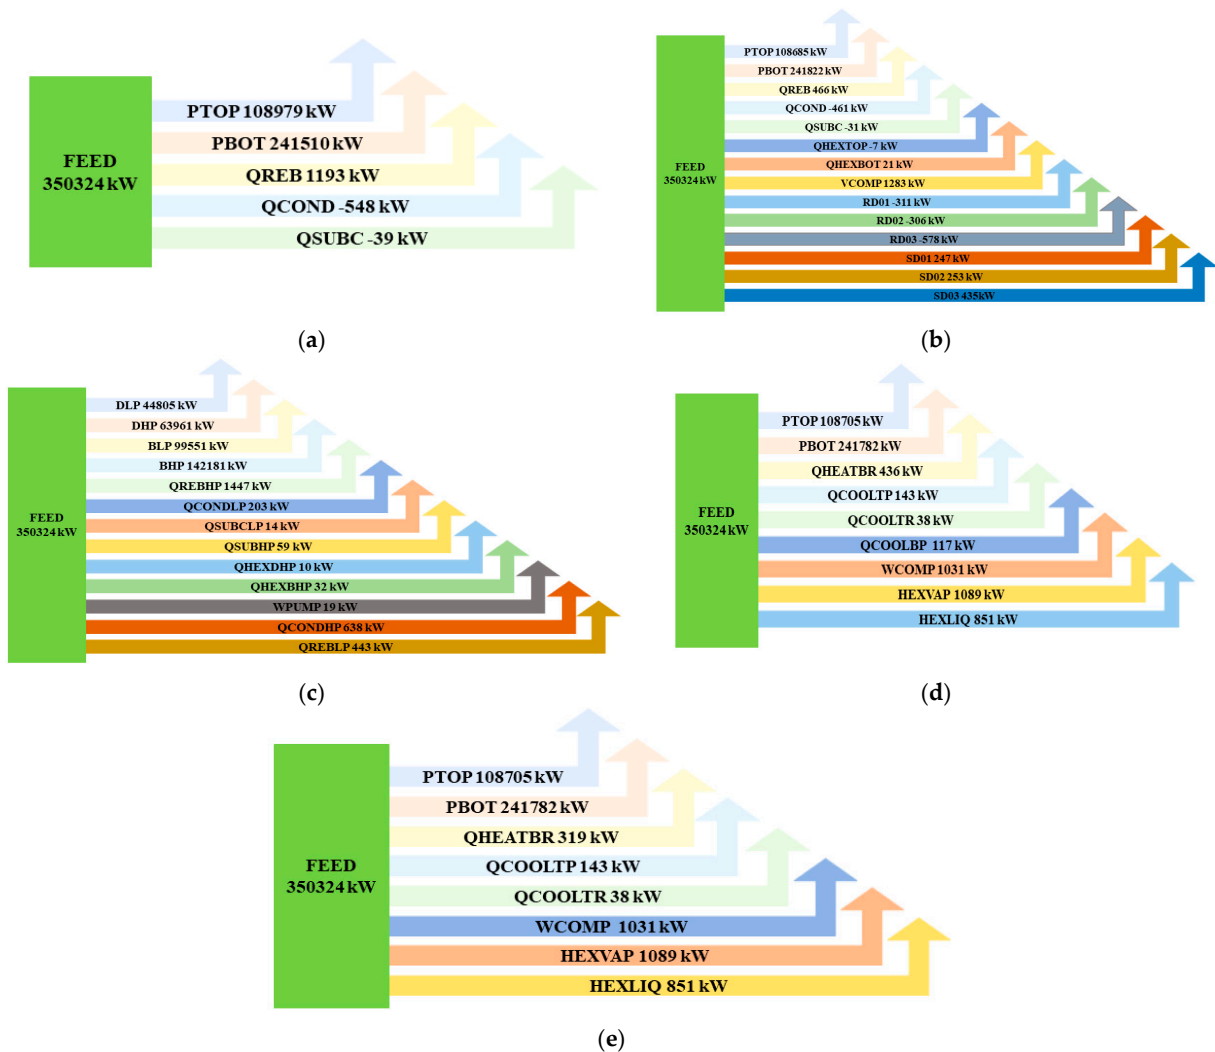 FEED
350324 kW
PTOP 108979 kW
PBOT 241510 kW
QREB 1193 kW
QCOND -548 kW
QSUBC -39 kW
(a)
FEED
350324 kW
PTOP 108685 kW
PBOT 241822 kW
QREB 466 kW
QCOND -461 kW
QSUBC -31 kW
QHEXTOP -7 kW
QHEXBOT 21 kW
VCOMP 1283 kW
RD01 -311 kW
RD02 -306 kW
RD03 -578 kW
SD01 247 kW
SD02 253 kW
SD03 435kW
(b)
FEED
350324 kW
DLP 44805 kW
DHP 63961 kW
BLP 99551 kW
BHP 142181 kW
QREBHP 1447 kW
QCONDLP 203 kW
QSUBCLP 14 kW
QSUBHP 59 kW
QHEXDHP 10 kW
QHEXBHP 32 kW
WPUMP 19 kW
QCONDHP 638 kW
QREBLP 443 kW
(c)
FEED
350324 kW
PTOP 108705 kW
PBOT 241782 kW
QHEATBR 436 kW
QCOOLTP 143 kW
QCOOLTR 38 kW
QCOOLBP 117 kW
WCOMP 1031 kW
HEXVAP 1089 kW
HEXLIQ 851 kW
(d)
FEED
350324 kW
PTOP 108705 kW
PBOT 241782 kW
QHEATBR 319 kW
QCOOLTP 143 kW
QCOOLTR 38 kW
WCOMP 1031 kW
HEXVAP 1089 kW
HEXLIQ 851 kW
(e)